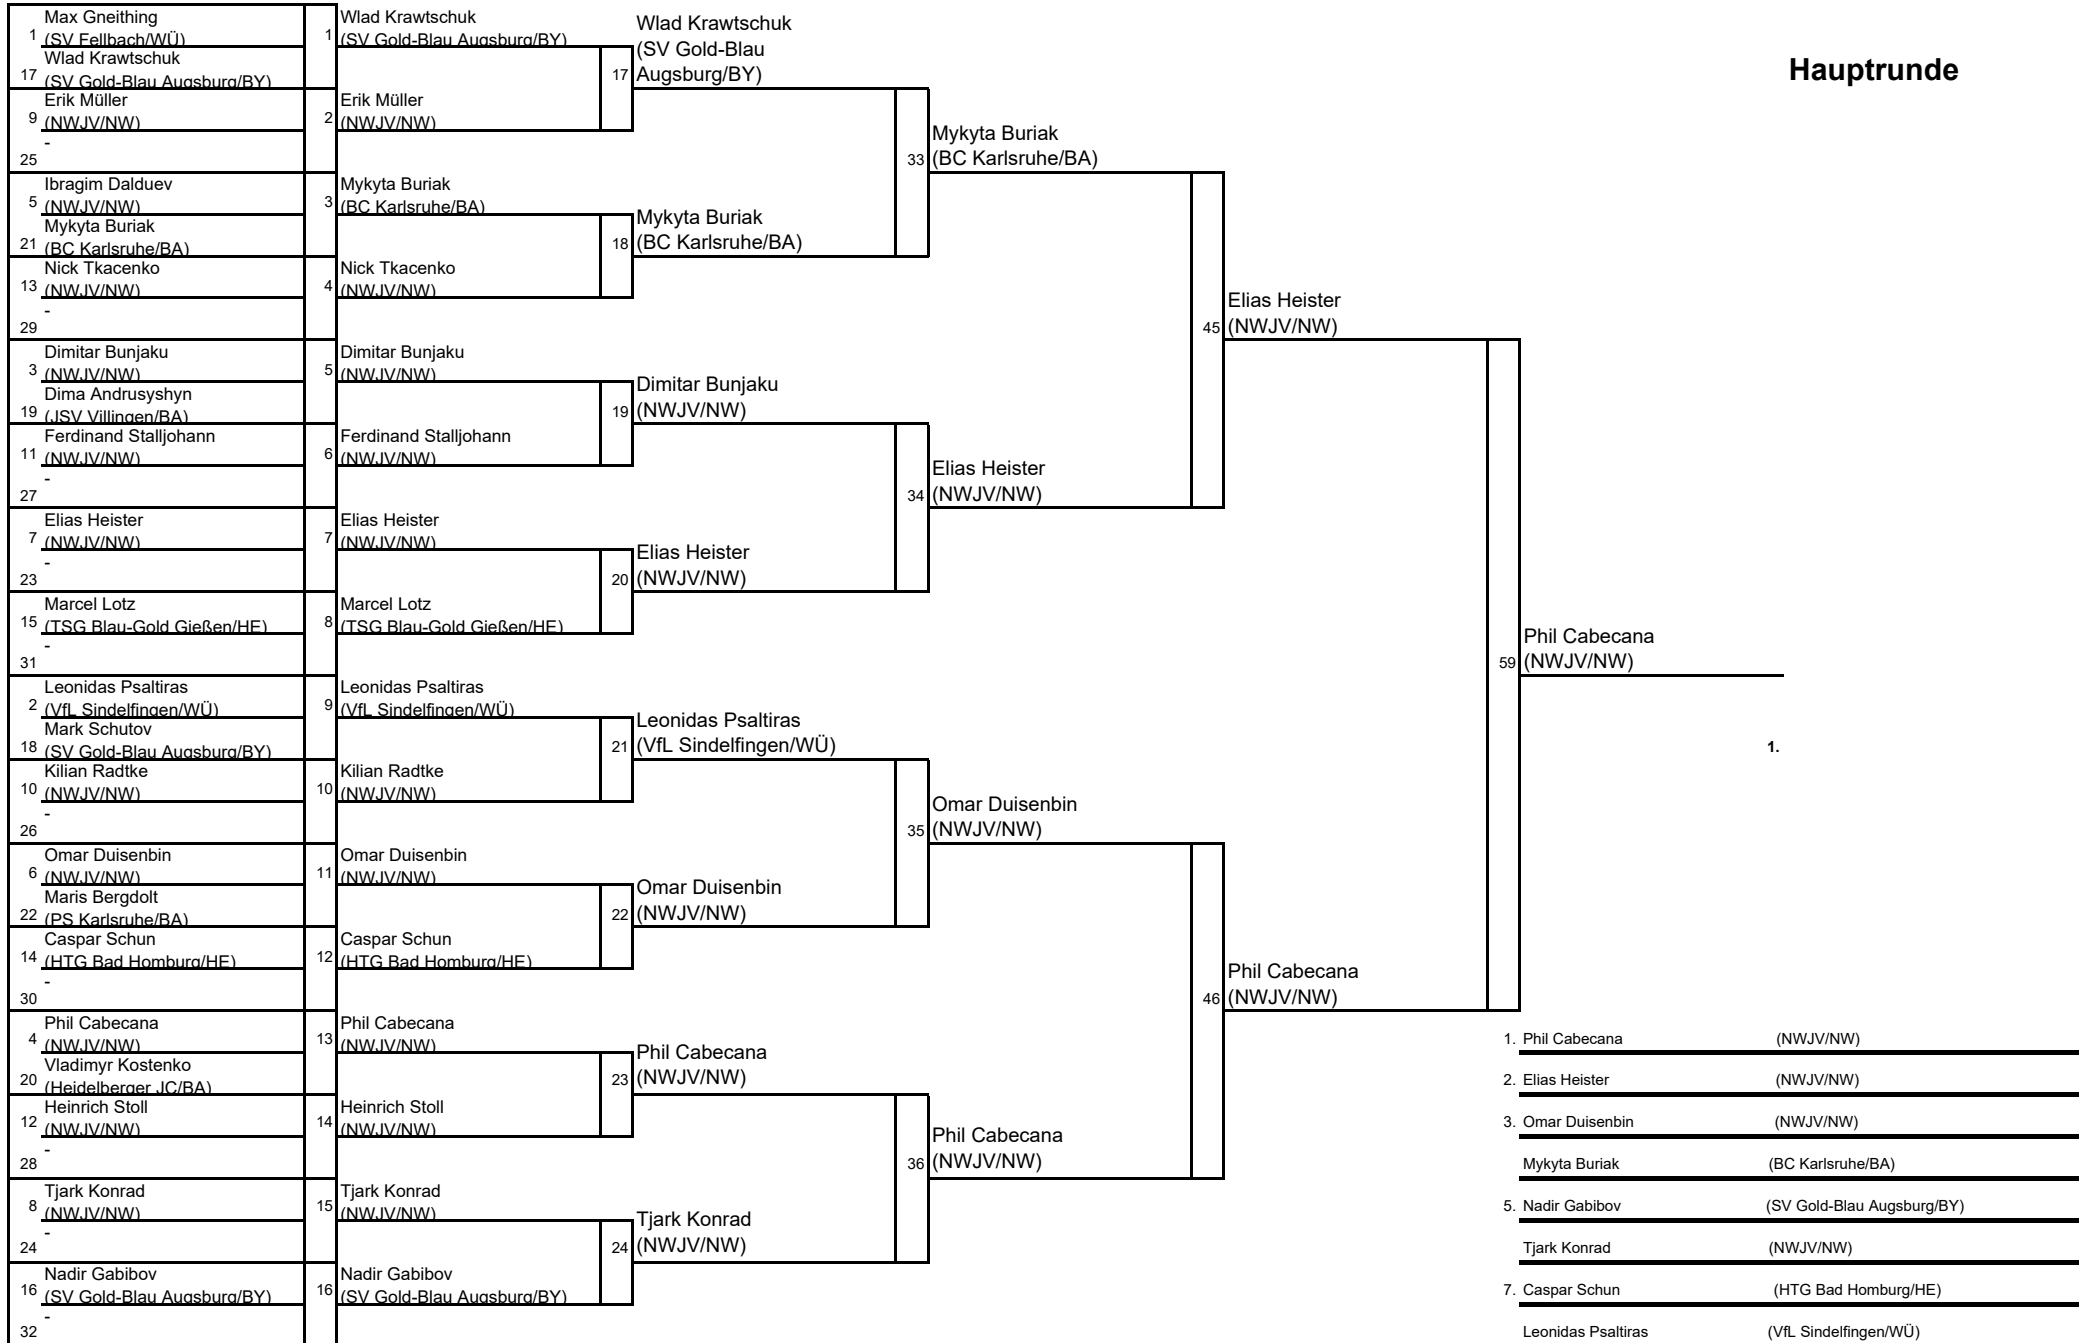 Hauptrunde
1 Max Gneithing
(SV Fellbach/WÜ)
17 Wlad Krawtschuk
(SV Gold-Blau Augsburg/BY)
9 Erik Müller
(NWJV/NW)
25 -
5 Ibragim Dalduev
(NWJV/NW)
21 Mykyta Buriak
(BC Karlsruhe/BA)
13 Nick Tkacenko
(NWJV/NW)
29 -
3 Dimitar Bunjaku
(NWJV/NW)
19 Dima Andrusyshyn
(JSV Villingen/BA)
11 Ferdinand Stalljohann
(NWJV/NW)
27 -
7 Elias Heister
(NWJV/NW)
23 -
15 Marcel Lotz
(TSG Blau-Gold Gießen/HE)
31 -
2 Leonidas Psaltiras
(VfL Sindelfingen/WÜ)
18 Mark Schutov
(SV Gold-Blau Augsburg/BY)
10 Kilian Radtke
(NWJV/NW)
26 -
6 Omar Duisenbin
(NWJV/NW)
22 Maris Bergdolt
(PS Karlsruhe/BA)
14 Caspar Schun
(HTG Bad Homburg/HE)
30 -
4 Phil Cabecana
(NWJV/NW)
20 Vladimyr Kostenko
(Heidelberger JC/BA)
12 Heinrich Stoll
(NWJV/NW)
28 -
8 Tjark Konrad
(NWJV/NW)
24 -
16 Nadir Gabibov
(SV Gold-Blau Augsburg/BY)
32 -
1 Wlad Krawtschuk
(SV Gold-Blau Augsburg/BY)
2 Erik Müller
(NWJV/NW)
3 Mykyta Buriak
(BC Karlsruhe/BA)
4 Nick Tkacenko
(NWJV/NW)
5 Dimitar Bunjaku
(NWJV/NW)
6 Ferdinand Stalljohann
(NWJV/NW)
7 Elias Heister
(NWJV/NW)
8 Marcel Lotz
(TSG Blau-Gold Gießen/HE)
9 Leonidas Psaltiras
(VfL Sindelfingen/WÜ)
10 Kilian Radtke
(NWJV/NW)
11 Omar Duisenbin
(NWJV/NW)
12 Caspar Schun
(HTG Bad Homburg/HE)
13 Phil Cabecana
(NWJV/NW)
14 Heinrich Stoll
(NWJV/NW)
15 Tjark Konrad
(NWJV/NW)
16 Nadir Gabibov
(SV Gold-Blau Augsburg/BY)
17 Wlad Krawtschuk
(SV Gold-Blau
Augsburg/BY)
18 Mykyta Buriak
(BC Karlsruhe/BA)
19 Dimitar Bunjaku
(NWJV/NW)
20 Elias Heister
(NWJV/NW)
21 Leonidas Psaltiras
(VfL Sindelfingen/WÜ)
22 Omar Duisenbin
(NWJV/NW)
23 Phil Cabecana
(NWJV/NW)
24 Tjark Konrad
(NWJV/NW)
33 Mykyta Buriak
(BC Karlsruhe/BA)
34 Elias Heister
(NWJV/NW)
35 Omar Duisenbin
(NWJV/NW)
36 Phil Cabecana
(NWJV/NW)
45 Elias Heister
(NWJV/NW)
46 Phil Cabecana
(NWJV/NW)
59 Phil Cabecana
(NWJV/NW)
1.
1. Phil Cabecana (NWJV/NW)
2. Elias Heister (NWJV/NW)
3. Omar Duisenbin (NWJV/NW)
Mykyta Buriak (BC Karlsruhe/BA)
5. Nadir Gabibov (SV Gold-Blau Augsburg/BY)
Tjark Konrad (NWJV/NW)
7. Caspar Schun (HTG Bad Homburg/HE)
Leonidas Psaltiras (VfL Sindelfingen/WÜ)